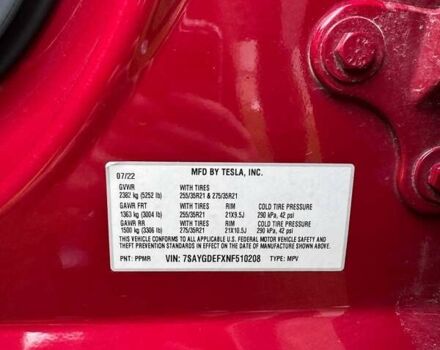 07/22 MFD BY TESLA, INC.
GVWR WITH TIRES
2382 kg (5252 lb) 255/35R21 & 275/35R21
GAWR FRT WITH TIRES RIM COLD TIRE PRESSURE
1363 kg (3004 lb) 255/35R21 21X9.5J 290 kPa, 42 psi
GAWR RR WITH TIRES RIM COLD TIRE PRESSURE
1500 kg (3306 lb) 275/35R21 21X10.5J 290 kPa, 42 psi
THIS VEHICLE CONFORMS TO ALL APPLICABLE U.S. FEDERAL MOTOR VEHICLE SAFETY AND
THEFT PREVENTION STANDARDS IN EFFECT ON THE DATE OF MANUFACTURE SHOWN ABOVE.
PNT: PPMR VIN: 7SAYGDEFXNF510208 TYPE: MPV